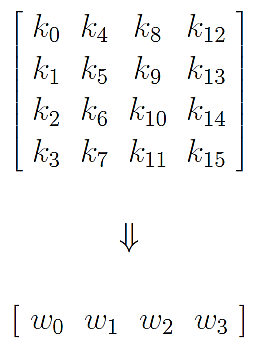 k₀ k₄ k₈ k₁₂
k₁ k₅ k₉ k₁₃
k₂ k₆ k₁₀ k₁₄
k₃ k₇ k₁₁ k₁₅
⇓
[ w₀ w₁ w₂ w₃ ]